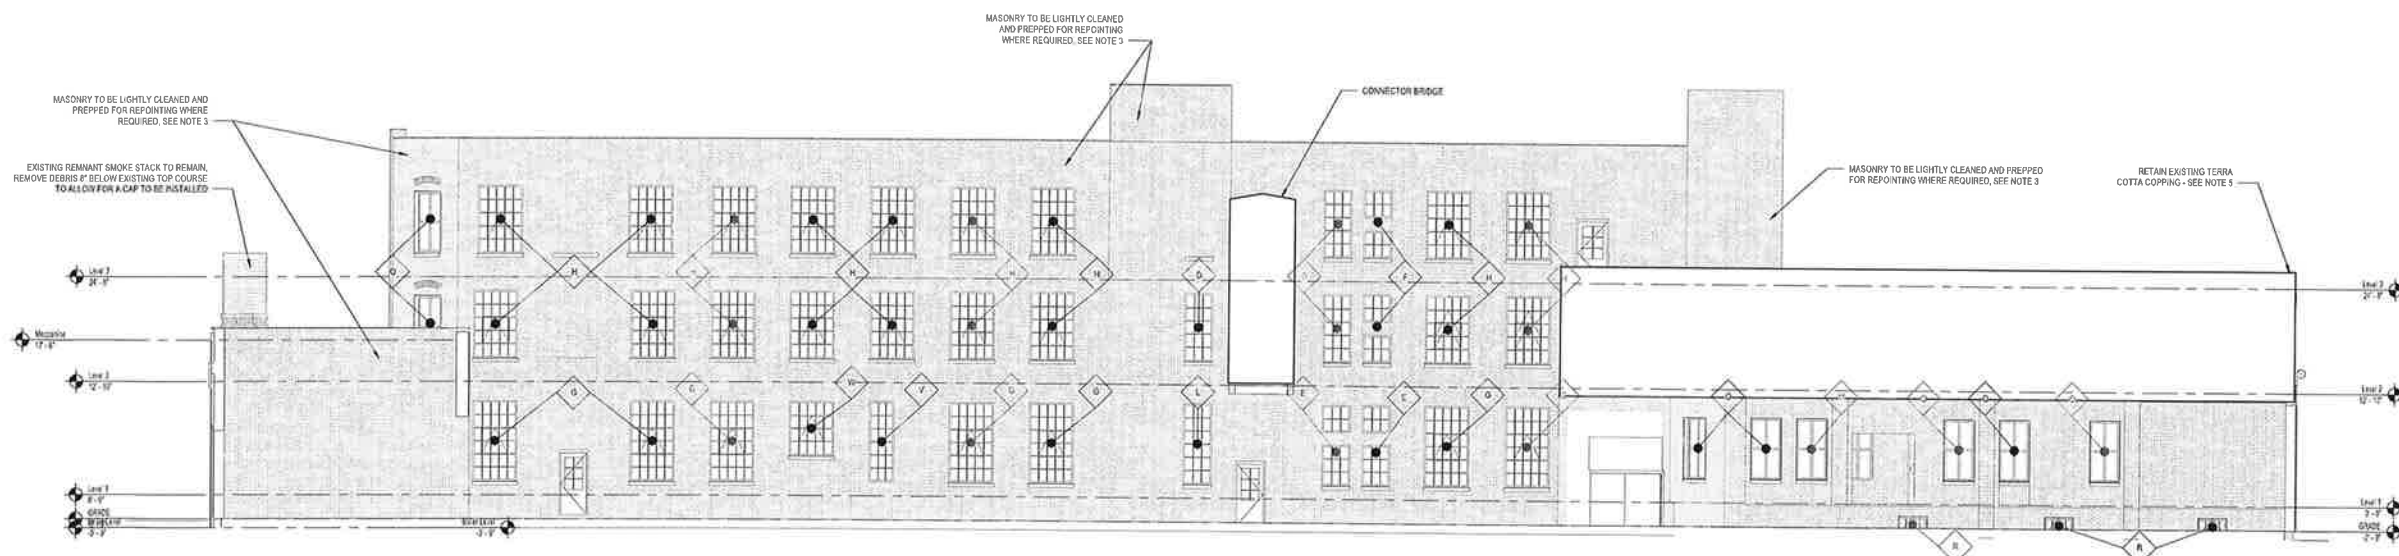 MASONRY TO BE LIGHTLY CLEANED
AND PREPPED FOR REPOINTING
WHERE REQUIRED, SEE NOTE 3
CONNECTOR BRIDGE
MASONRY TO BE LIGHTLY CLEANED AND
PREPPED FOR REPOINTING WHERE
REQUIRED, SEE NOTE 3
EXISTING REMNANT SMOKE STACK TO REMAIN,
REMOVE DEBRIS 8" BELOW EXISTING TOP COURSE
TO ALLOW FOR A CAP TO BE INSTALLED
MASONRY TO BE LIGHTLY CLEANED AND PREPPED
FOR REPOINTING WHERE REQUIRED, SEE NOTE 3
RETAIN EXISTING TERRA
COTTA COPPING - SEE NOTE 5
Level 3
Mezzanine
Level 2
Level 1
GRADE
H
H
H
D
F
H
G
G
W
V
G
G
L
E
E
G
Level 2
Level 1
GRADE
R
R